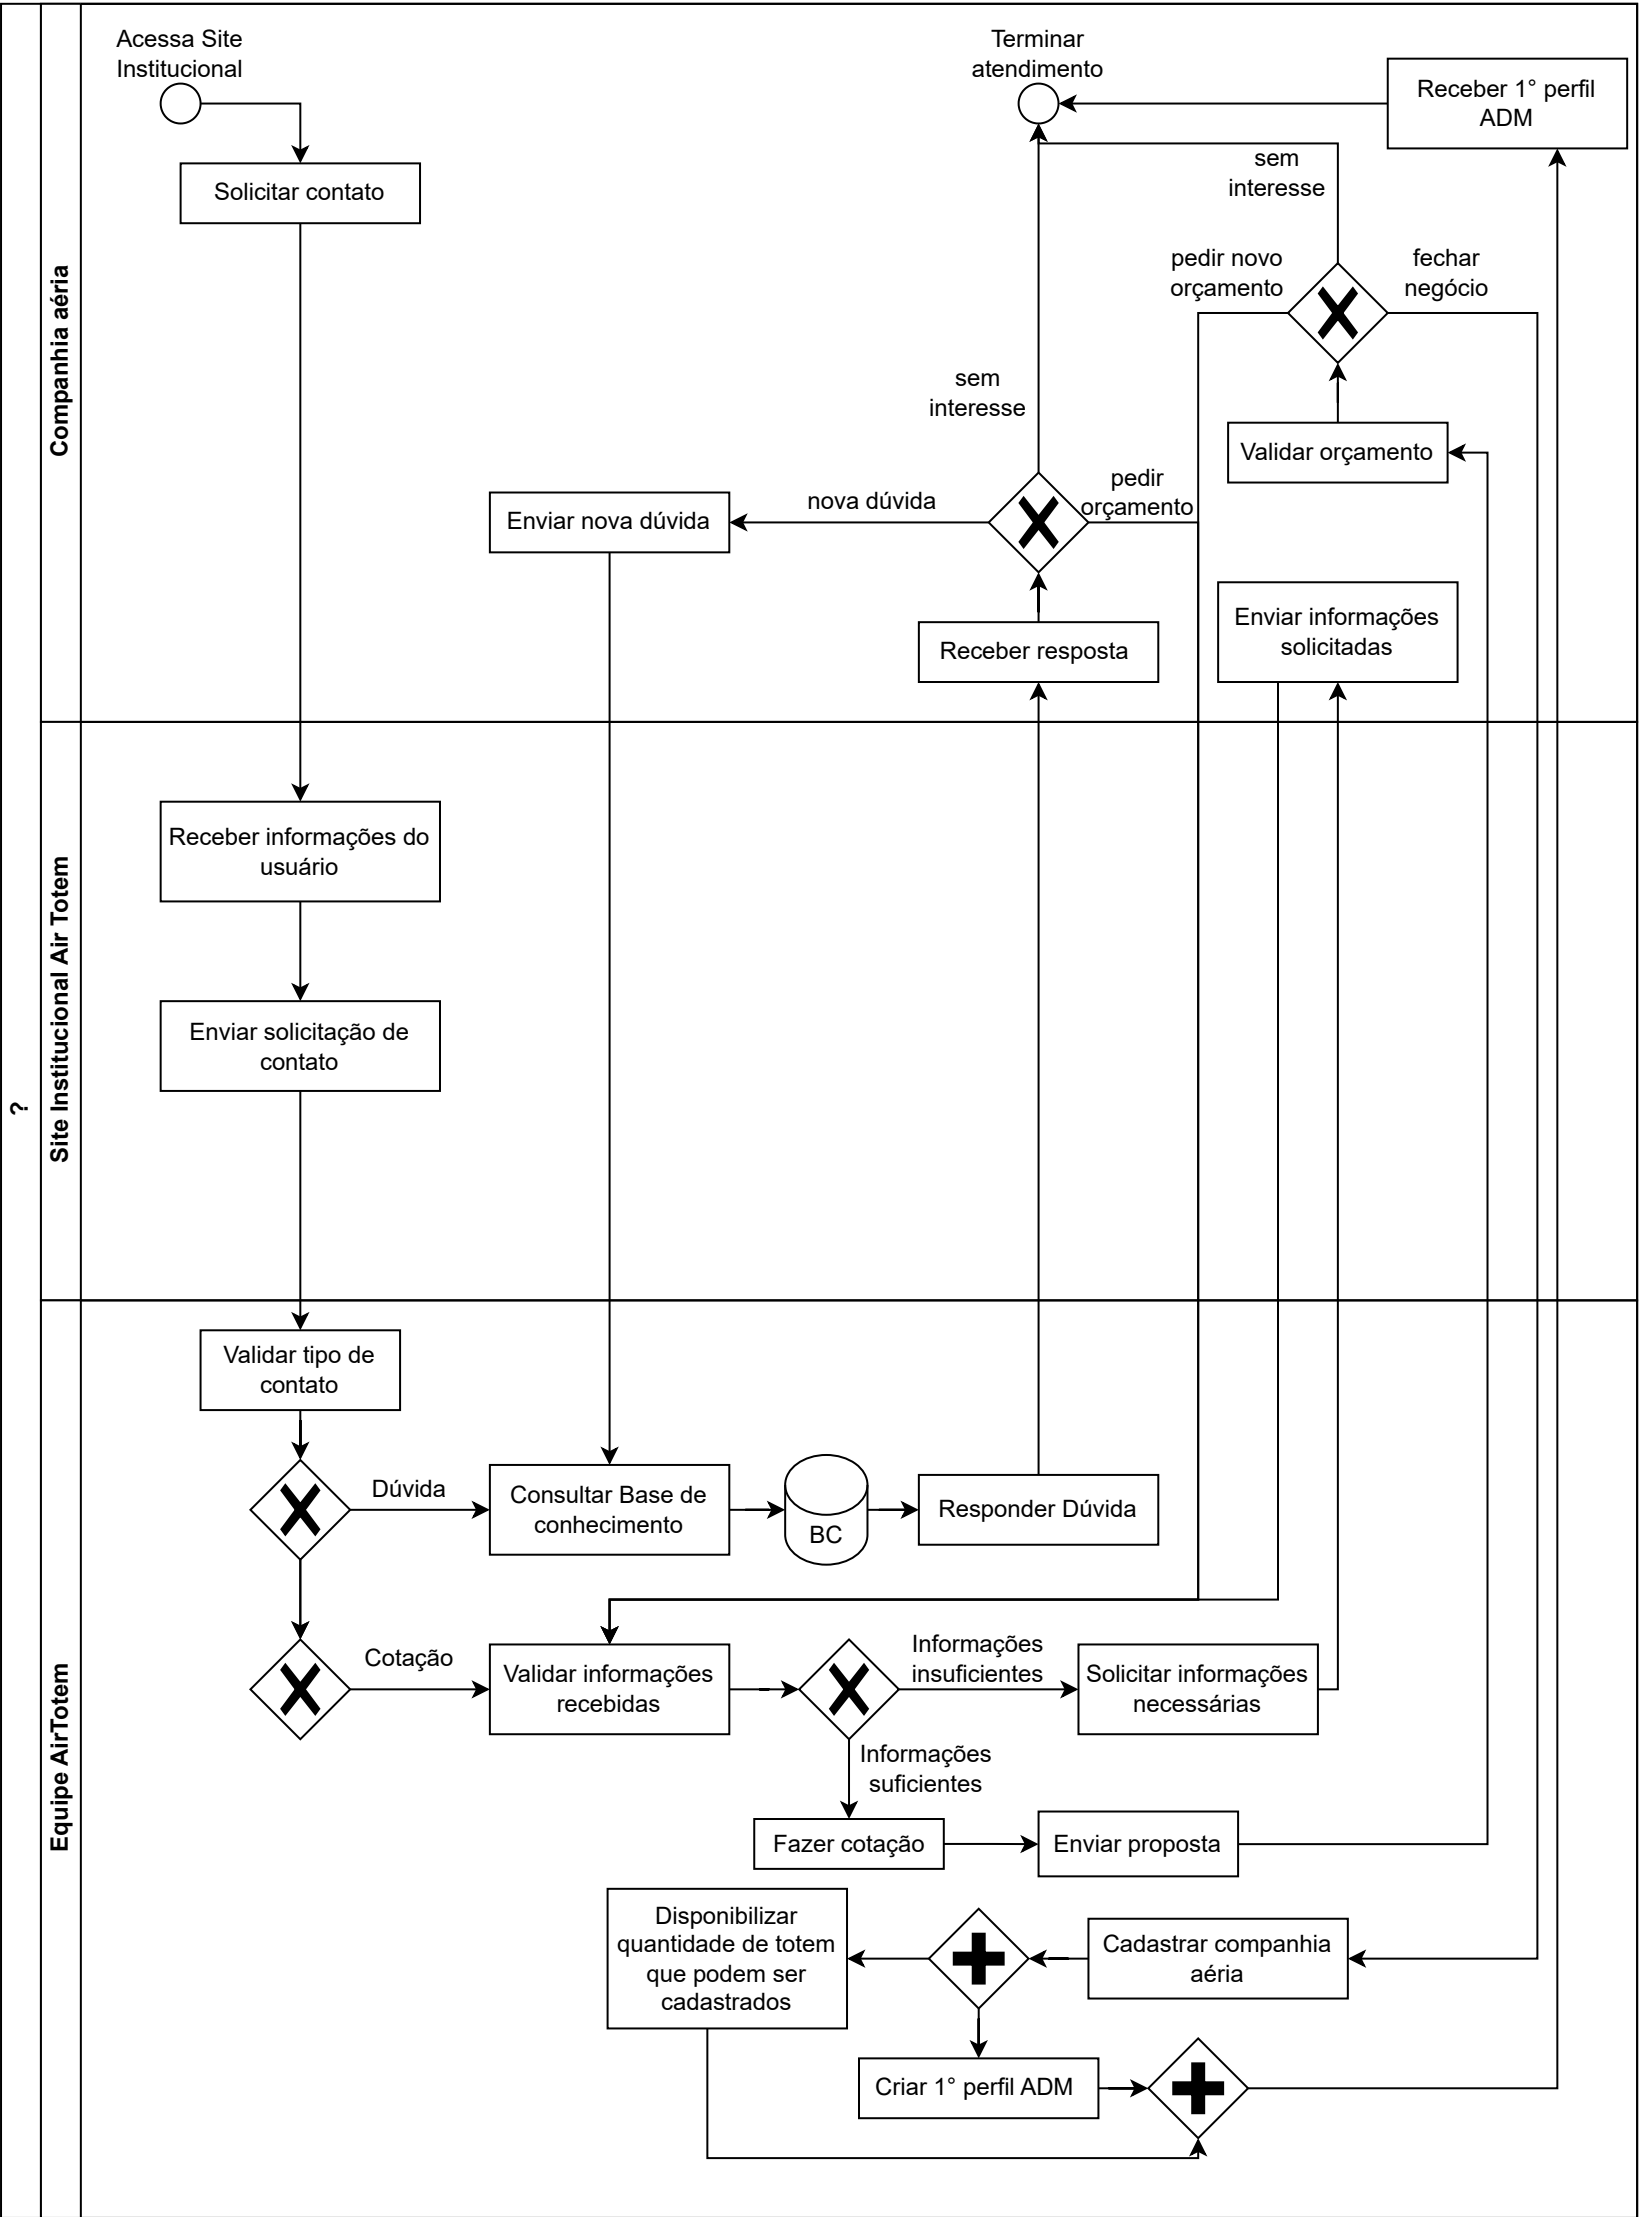 ?
Companhia aéria
Acessa Site
Institucional
Solicitar contato
Terminar
atendimento
Receber 1° perfil
ADM
sem
interesse
pedir novo
orçamento
fechar
negócio
sem
interesse
Validar orçamento
pedir
orçamento
nova dúvida
Enviar nova dúvida
Enviar informações
solicitadas
Receber resposta
Site Institucional Air Totem
Receber informações do
usuário
Enviar solicitação de
contato
Equipe AirTotem
Validar tipo de
contato
Dúvida
Consultar Base de
conhecimento
BC
Responder Dúvida
Cotação
Validar informações
recebidas
Informações
insuficientes
Solicitar informações
necessárias
Informações
suficientes
Fazer cotação
Enviar proposta
Disponibilizar
quantidade de totem
que podem ser
cadastrados
Cadastrar companhia
aéria
Criar 1° perfil ADM